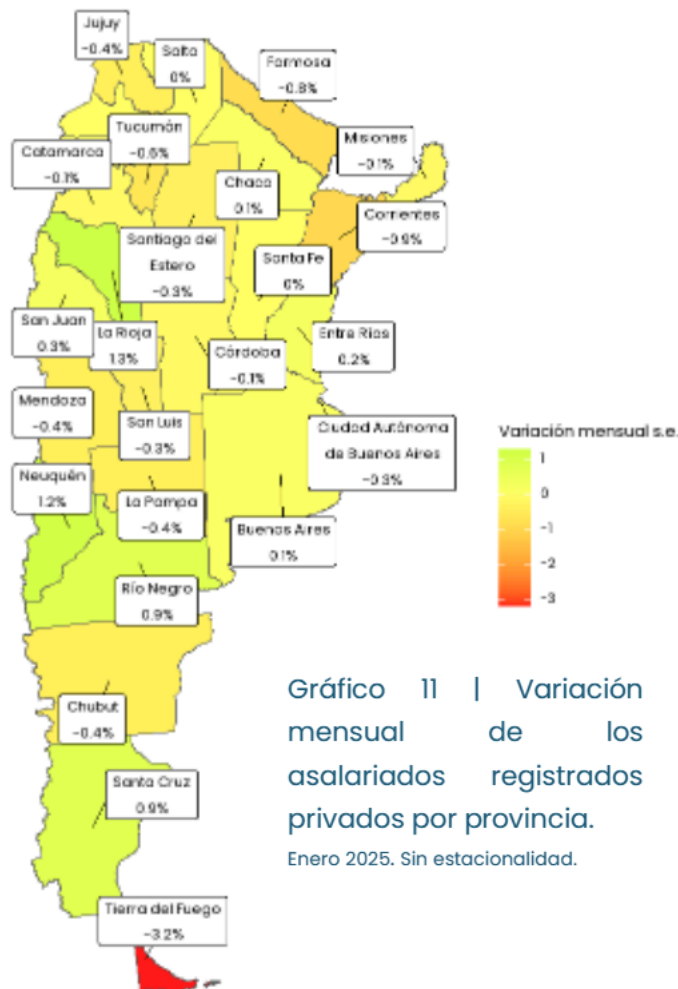 Jujuy
-0.4%
Salta
0%
Formosa
-0.8%
Tucumán
-0.6%
Misiones
-0.1%
Catamarca
-0.1%
Chaco
0.1%
Corrientes
-0.9%
Santiago del
Estero
-0.3%
Santa Fe
0%
San Juan
0.3%
La Rioja
1.3%
Córdoba
-0.1%
Entre Ríos
0.2%
Mendoza
-0.4%
San Luis
-0.3%
Ciudad Autónoma
de Buenos Aires
-0.3%
Variación mensual s.e.
1
0
-1
-2
-3
Neuquén
1.2%
La Pampa
-0.4%
Buenos Aires
0.1%
Río Negro
0.9%
Chubut
-0.4%
Santa Cruz
0.9%
Tierra del Fuego
-3.2%
Gráfico 11 | Variación
mensual de los
asalariados registrados
privados por provincia.
Enero 2025. Sin estacionalidad.